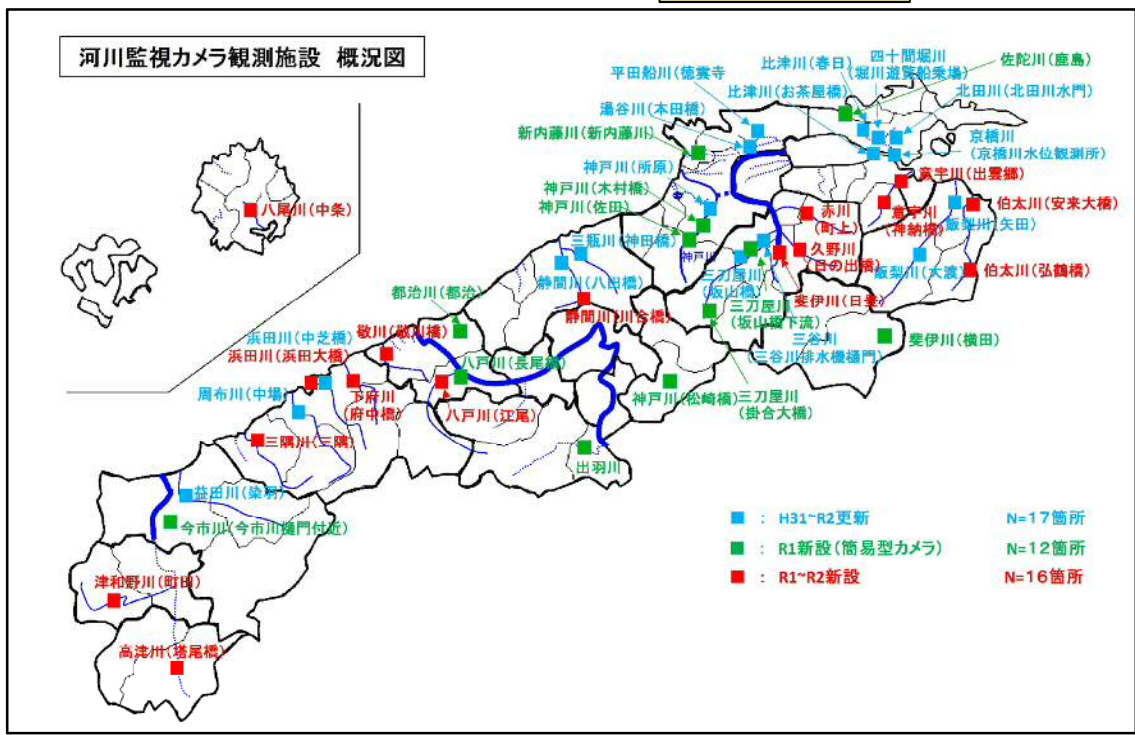 河川監視カメラ観測施設 概況図
四十間堀川
(堀川遊覧船乗場)
比津川(春日)
佐陀川(鹿島)
平田船川(徳雲寺)
比津川(お茶屋橋)
北田川(北田川水門)
湯谷川(本田橋)
新内藤川(新内藤川)
京橋川
(京橋川水位観測所)
神戸川(所原)
意宇川(出雲郷)
神戸川(木村橋)
神戸川(佐田)
八尾川(中条)
赤川
(町上)
意宇川
(神納橋)
伯太川(安来大橋)
飯梨川(矢田)
三瓶川(神田橋)
神戸川
久野川
(日の出橋)
静間川(八日橋)
三刀屋川
(坂山橋)
飯梨川(大渡)
伯太川(弘鶴橋)
都治川(都治)
斐伊川(日登)
三刀屋川
(坂山橋下流)
静間川(川合橋)
浜田川(中芝橋)
敬川(敬川橋)
三谷川
(三谷川排水機樋門)
斐伊川(横田)
浜田川(浜田大橋)
八戸川(長尾橋)
周布川(中場)
下府川
(府中橋)
八戸川(江尾)
神戸川(松崎橋)
三刀屋川
(掛合大橋)
三隅川(三隅)
出羽川
益田川(染羽)
今市川(今市川樋門付近)
: H31~R2更新 N=17箇所
: R1新設(簡易型カメラ) N=12箇所
: R1~R2新設 N=16箇所
津和野川(町田)
高津川(塔尾橋)